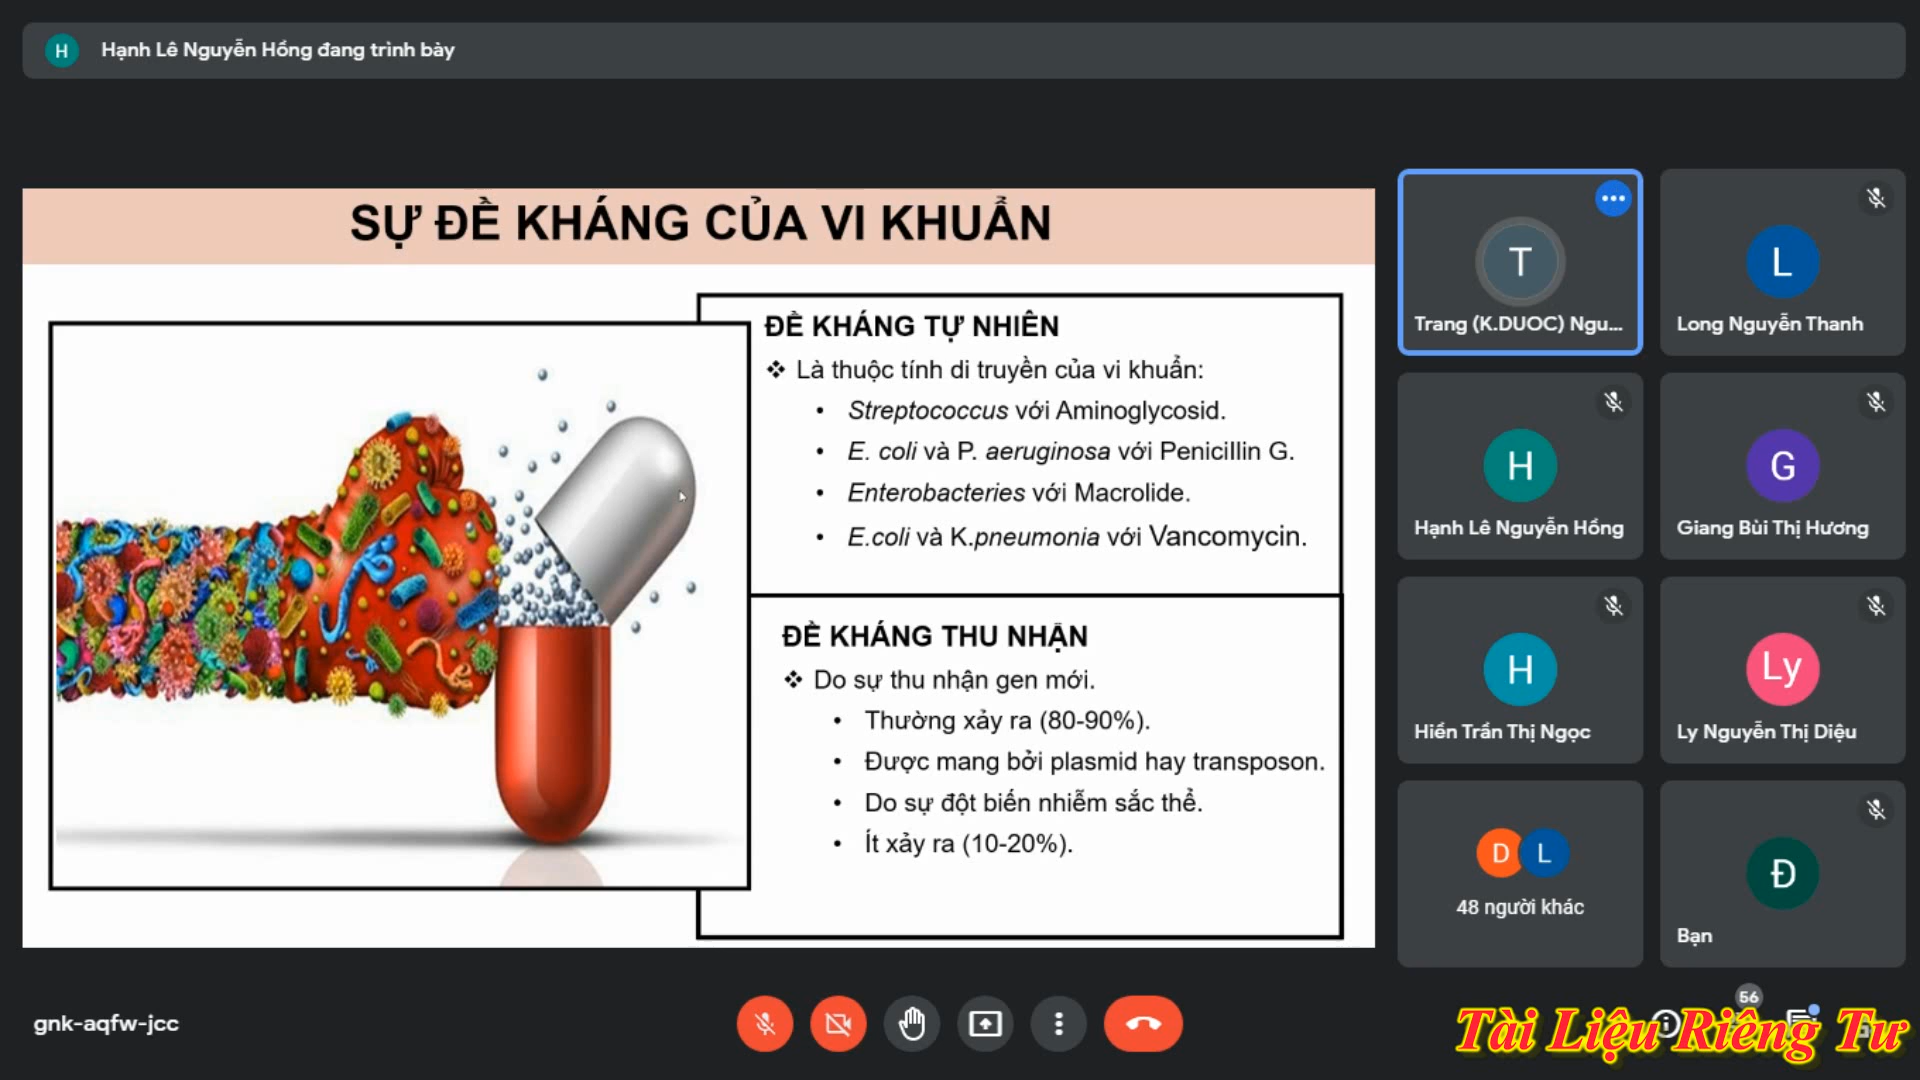 H Hạnh Lê Nguyễn Hồng đang trình bày
SỰ ĐỀ KHÁNG CỦA VI KHUẨN
ĐỀ KHÁNG TỰ NHIÊN
❖ Là thuộc tính di truyền của vi khuẩn:
• Streptococcus với Aminoglycosid.
• E. coli và P. aeruginosa với Penicillin G.
• Enterobacteries với Macrolide.
• E.coli và K.pneumonia với Vancomycin.
ĐỀ KHÁNG THU NHẬN
❖ Do sự thu nhận gen mới.
• Thường xảy ra (80-90%).
• Được mang bởi plasmid hay transposon.
• Do sự đột biến nhiễm sắc thể.
• Ít xảy ra (10-20%).
T
Trang (K.DUOC) Ngu...
L
Long Nguyễn Thanh
H
Hạnh Lê Nguyễn Hồng
G
Giang Bùi Thị Hương
H
Hiền Trần Thị Ngọc
Ly
Ly Nguyễn Thị Diệu
D L
48 người khác
Đ
Bạn
gnk-aqfw-jcc
56
Tài Liệu Riêng Tư